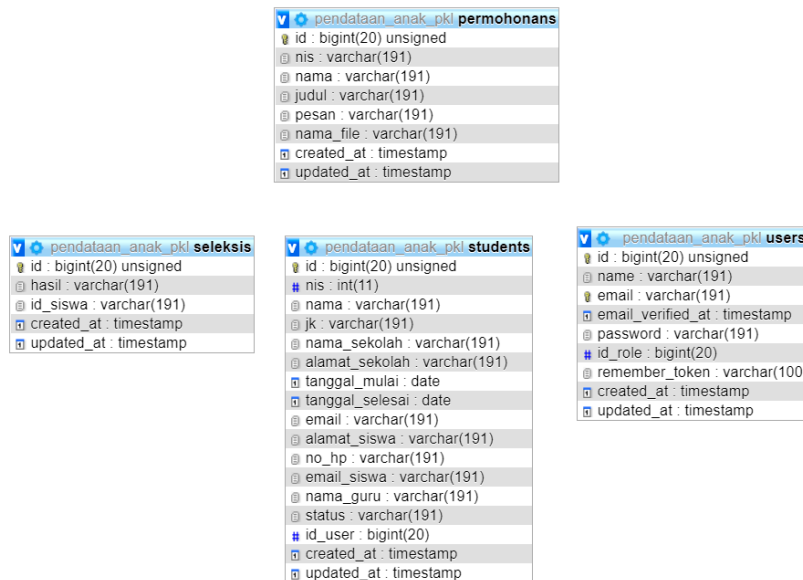 pendataan_anak_pkl permohonans
id : bigint(20) unsigned
nis : varchar(191)
nama : varchar(191)
judul : varchar(191)
pesan : varchar(191)
nama_file : varchar(191)
created_at : timestamp
updated_at : timestamp
pendataan_anak_pkl seleksis
id : bigint(20) unsigned
hasil : varchar(191)
id_siswa : varchar(191)
created_at : timestamp
updated_at : timestamp
pendataan_anak_pkl students
id : bigint(20) unsigned
nis : int(11)
nama : varchar(191)
jk : varchar(191)
nama_sekolah : varchar(191)
alamat_sekolah : varchar(191)
tanggal_mulai : date
tanggal_selesai : date
email : varchar(191)
alamat_siswa : varchar(191)
no_hp : varchar(191)
email_siswa : varchar(191)
nama_guru : varchar(191)
status : varchar(191)
id_user : bigint(20)
created_at : timestamp
updated_at : timestamp
pendataan_anak_pkl users
id : bigint(20) unsigned
name : varchar(191)
email : varchar(191)
email_verified_at : timestamp
password : varchar(191)
id_role : bigint(20)
remember_token : varchar(100
created_at : timestamp
updated_at : timestamp